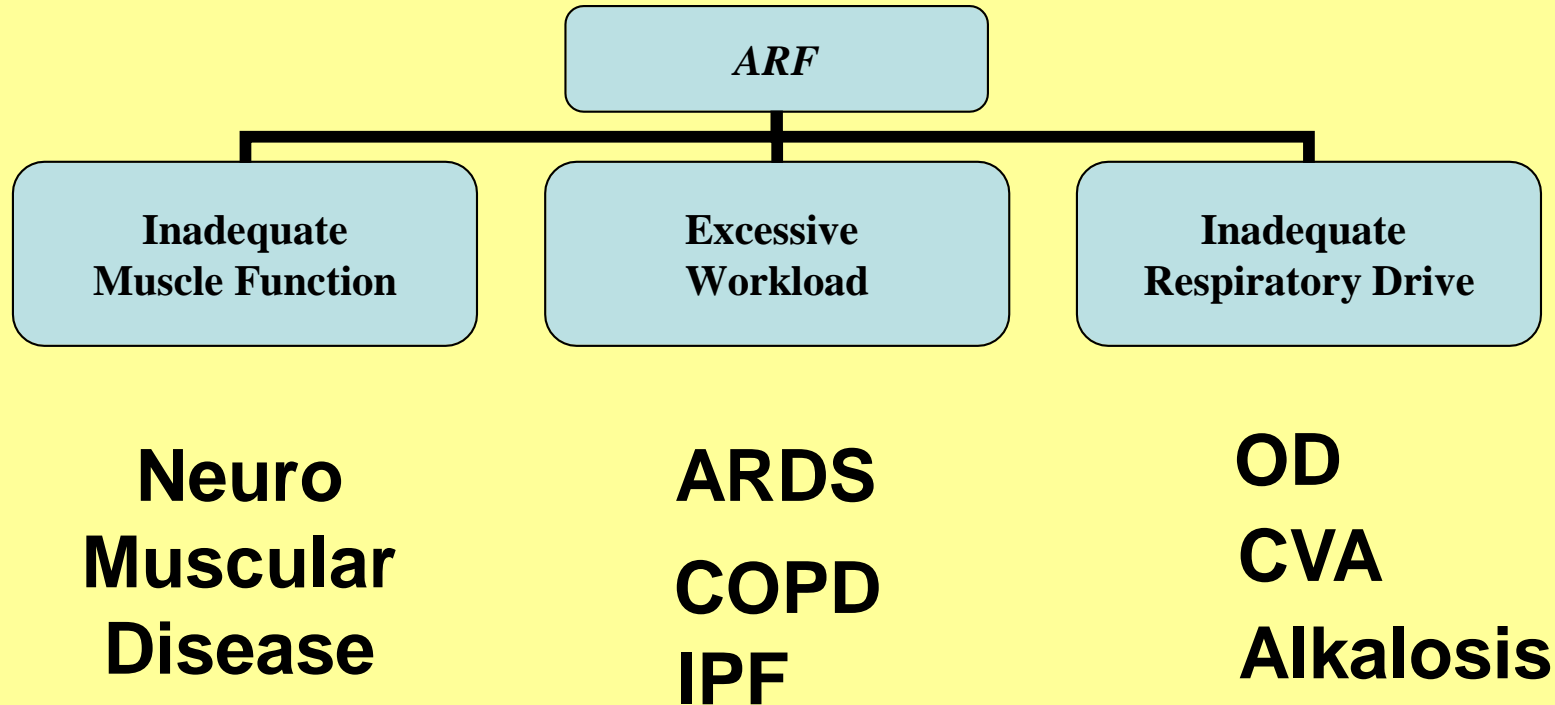 ARF
Inadequate
Muscle Function
Excessive
Workload
Inadequate
Respiratory Drive
Neuro
Muscular
Disease
ARDS
COPD
IPF
OD
CVA
Alkalosis